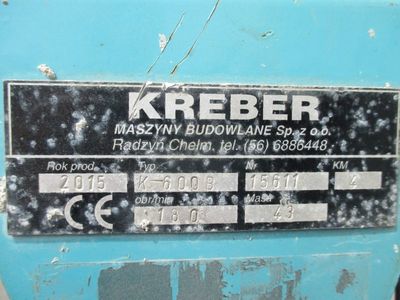 KREBER
MASZYNY BUDOWLANE Sp. z o.o.
Radzyń Chełm. tel. (56) 6886448
Rok prod. Typ Nr KM
2015 K-600B 15611 4
obr/min Masa
180 43
CE